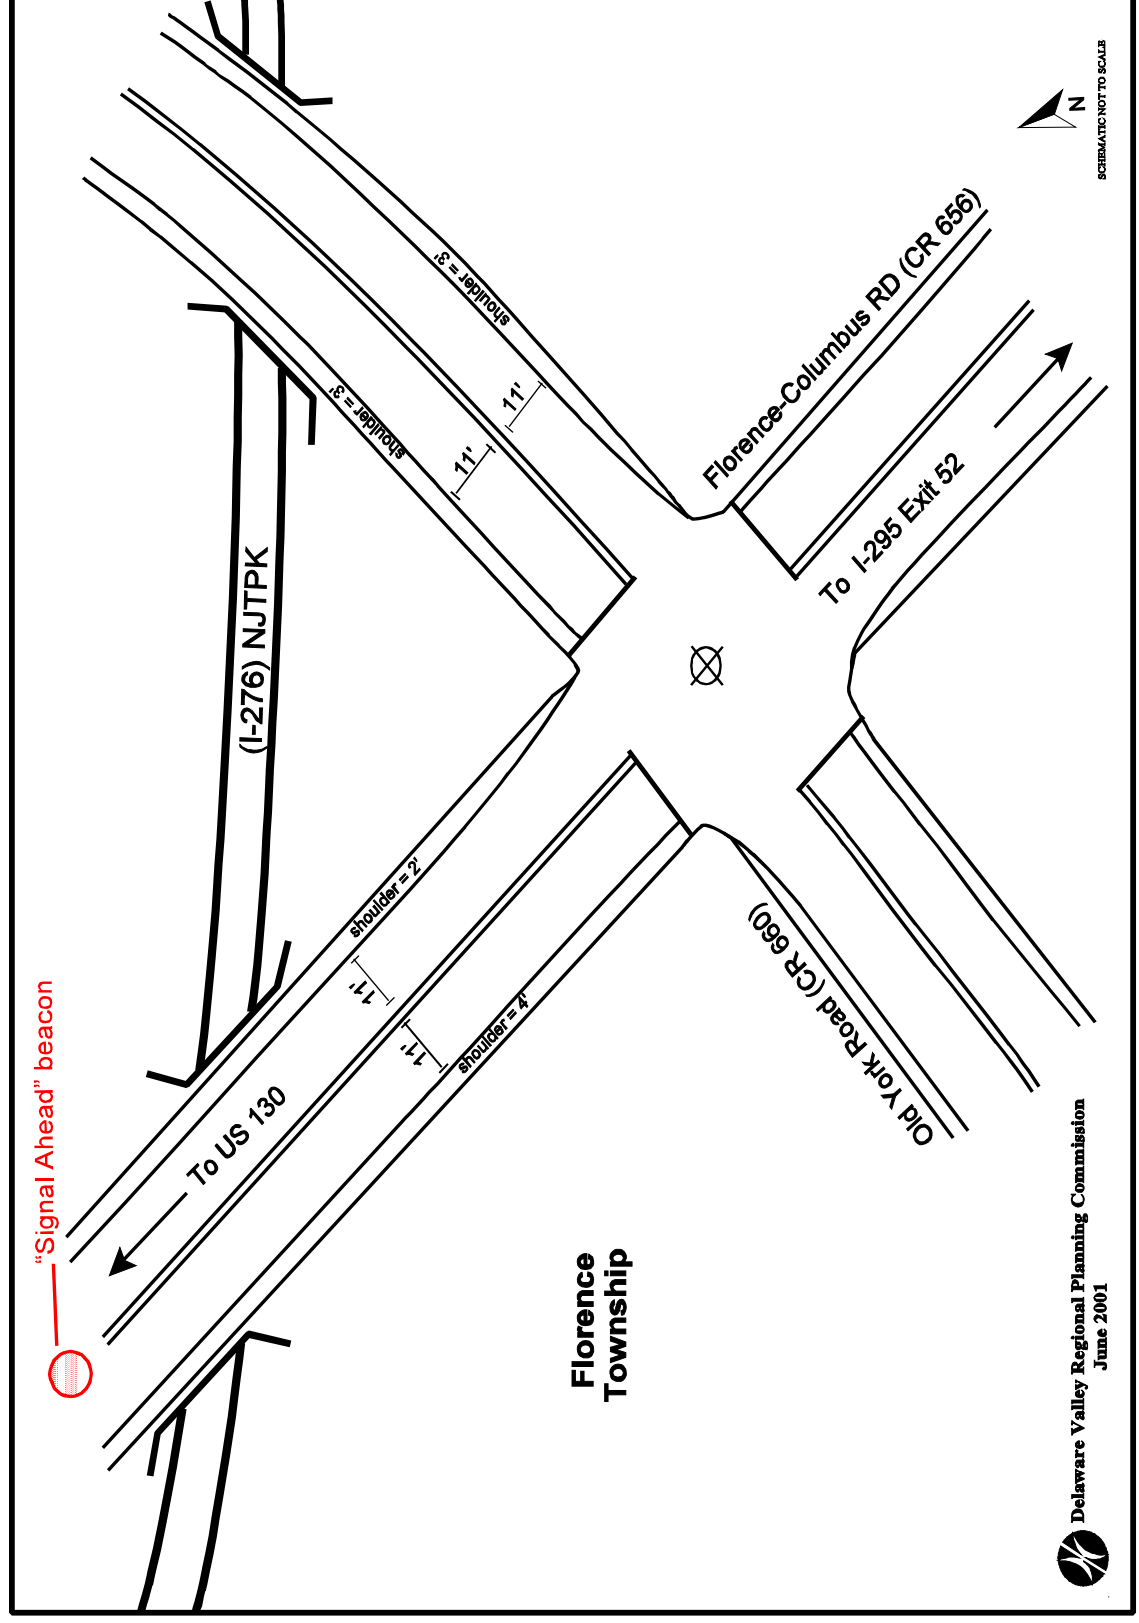 “Signal Ahead” beacon
(I-276) NJTPK
To US 130
shoulder = 2'
shoulder = 4'
11'
11'
shoulder = 3'
shoulder = 3'
11'
11'
Florence-Columbus RD (CR 656)
To I-295 Exit 52
Old York Road (CR 660)
Florence
Township
N
SCHEMATIC NOT TO SCALE
Delaware Valley Regional Planning Commission
June 2001